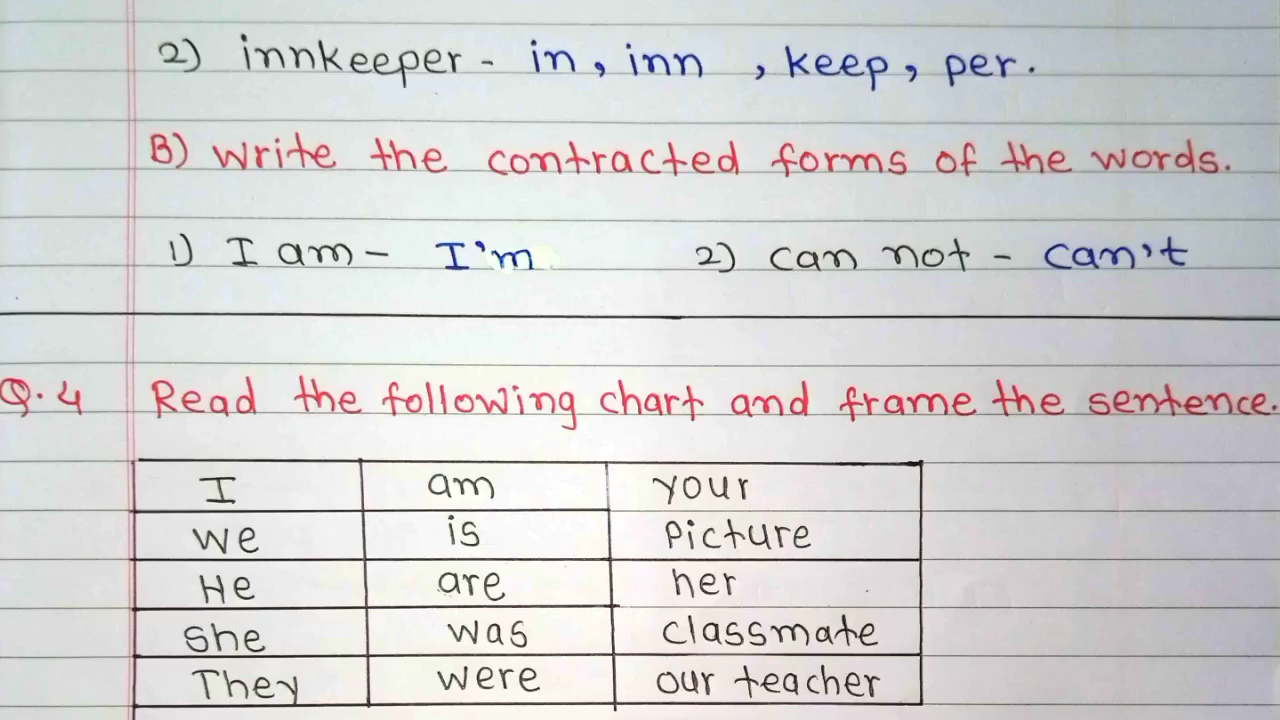 2) innkeeper - in, inn , keep, per.
B) write the contracted forms of the words.
1) I am - I'm 2) can not - can't
Q.4 Read the following chart and frame the sentence.
I am your
we is picture
He are her
she was classmate
They were our teacher